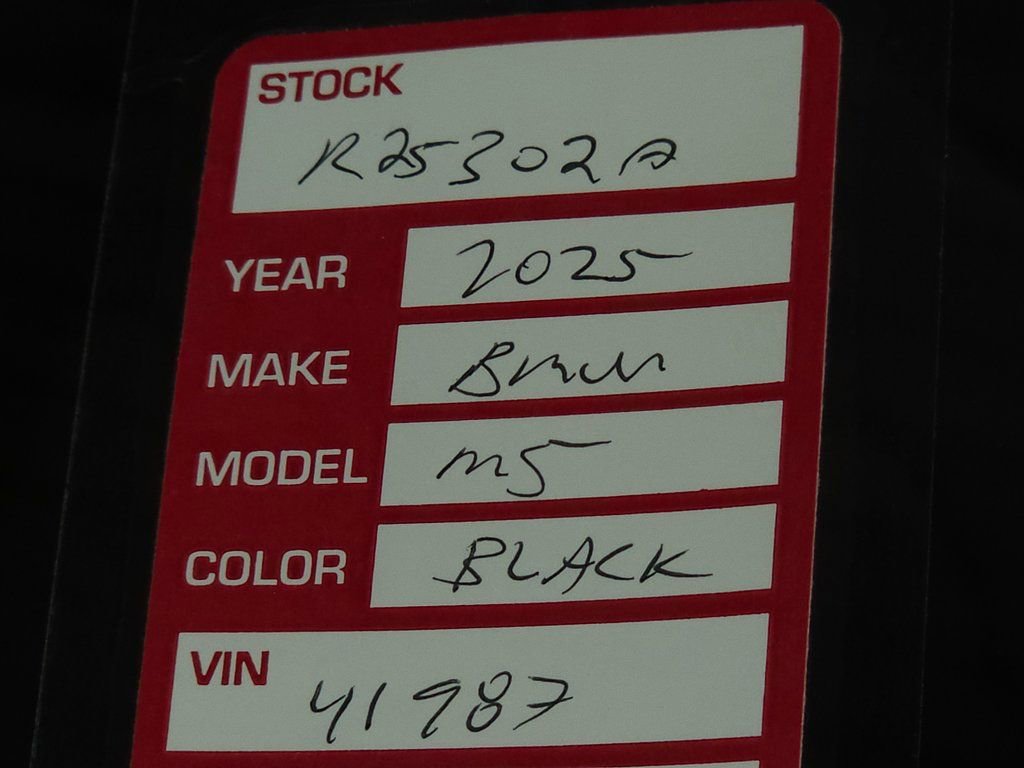 STOCK
R25302A
YEAR 2025
MAKE BMW
MODEL M5
COLOR BLACK
VIN
41987